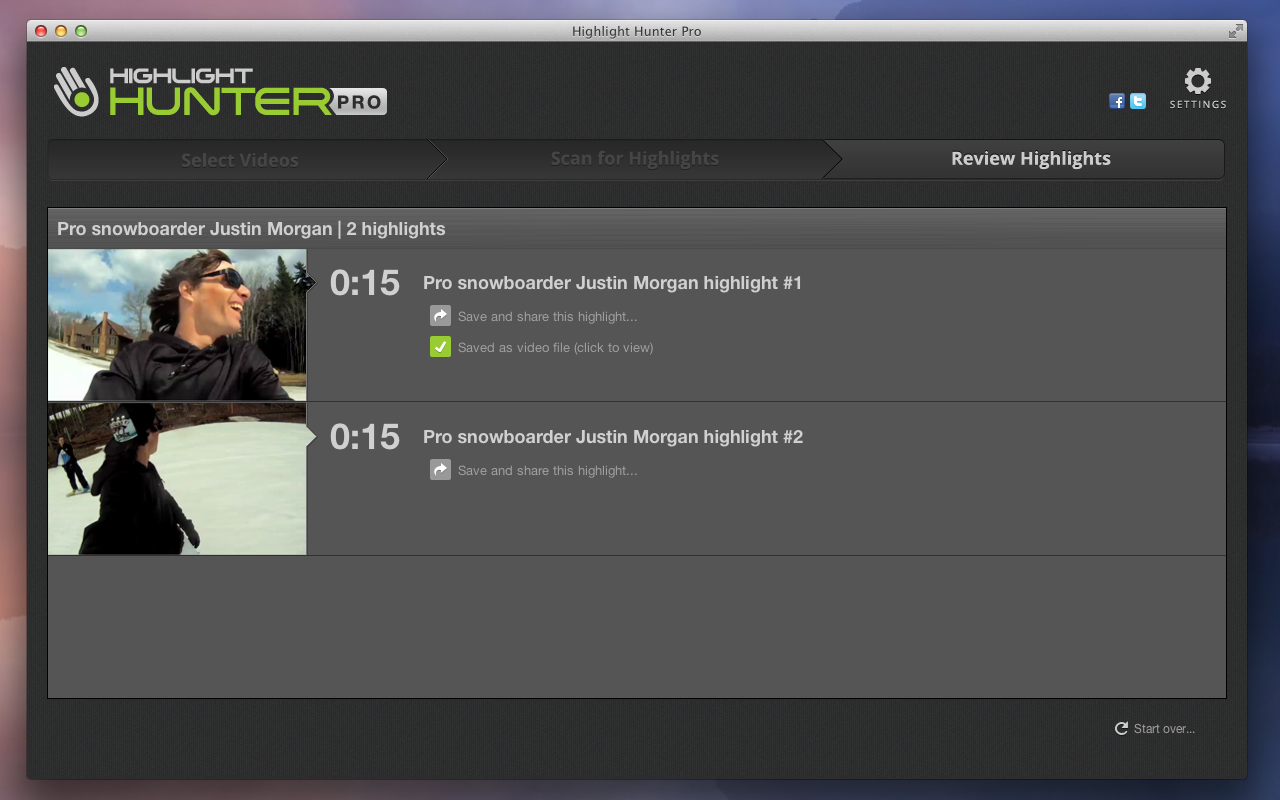 Highlight Hunter Pro
HIGHLIGHT
HUNTER PRO
SETTINGS
Select Videos
Scan for Highlights
Review Highlights
Pro snowboarder Justin Morgan | 2 highlights
0:15
Pro snowboarder Justin Morgan highlight #1
Save and share this highlight...
Saved as video file (click to view)
0:15
Pro snowboarder Justin Morgan highlight #2
Save and share this highlight...
Start over...